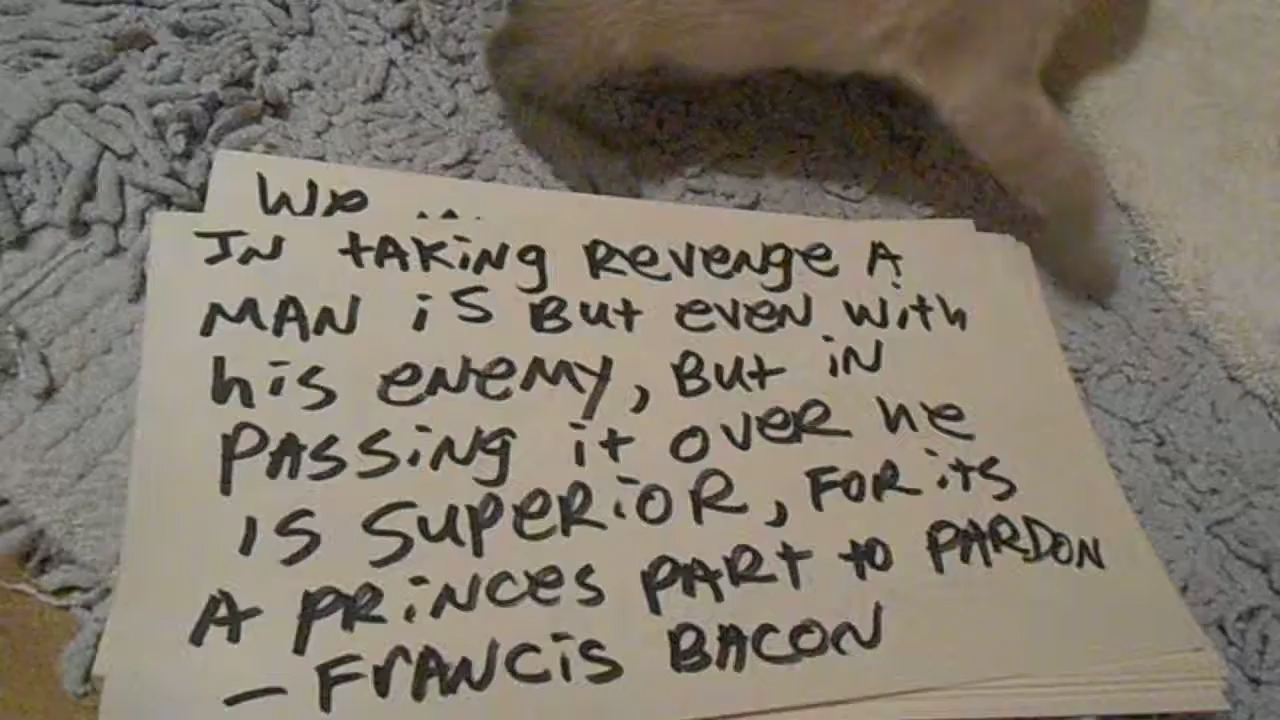 We ...
IN tAKiNg Revenge A
MAN iS But even with
his eNeMY, But iN
PASSiNg it oveR he
iS SuPeRiOR, FOR its
A PRiNCes PARt to PARDON
- FrANCiS BACON